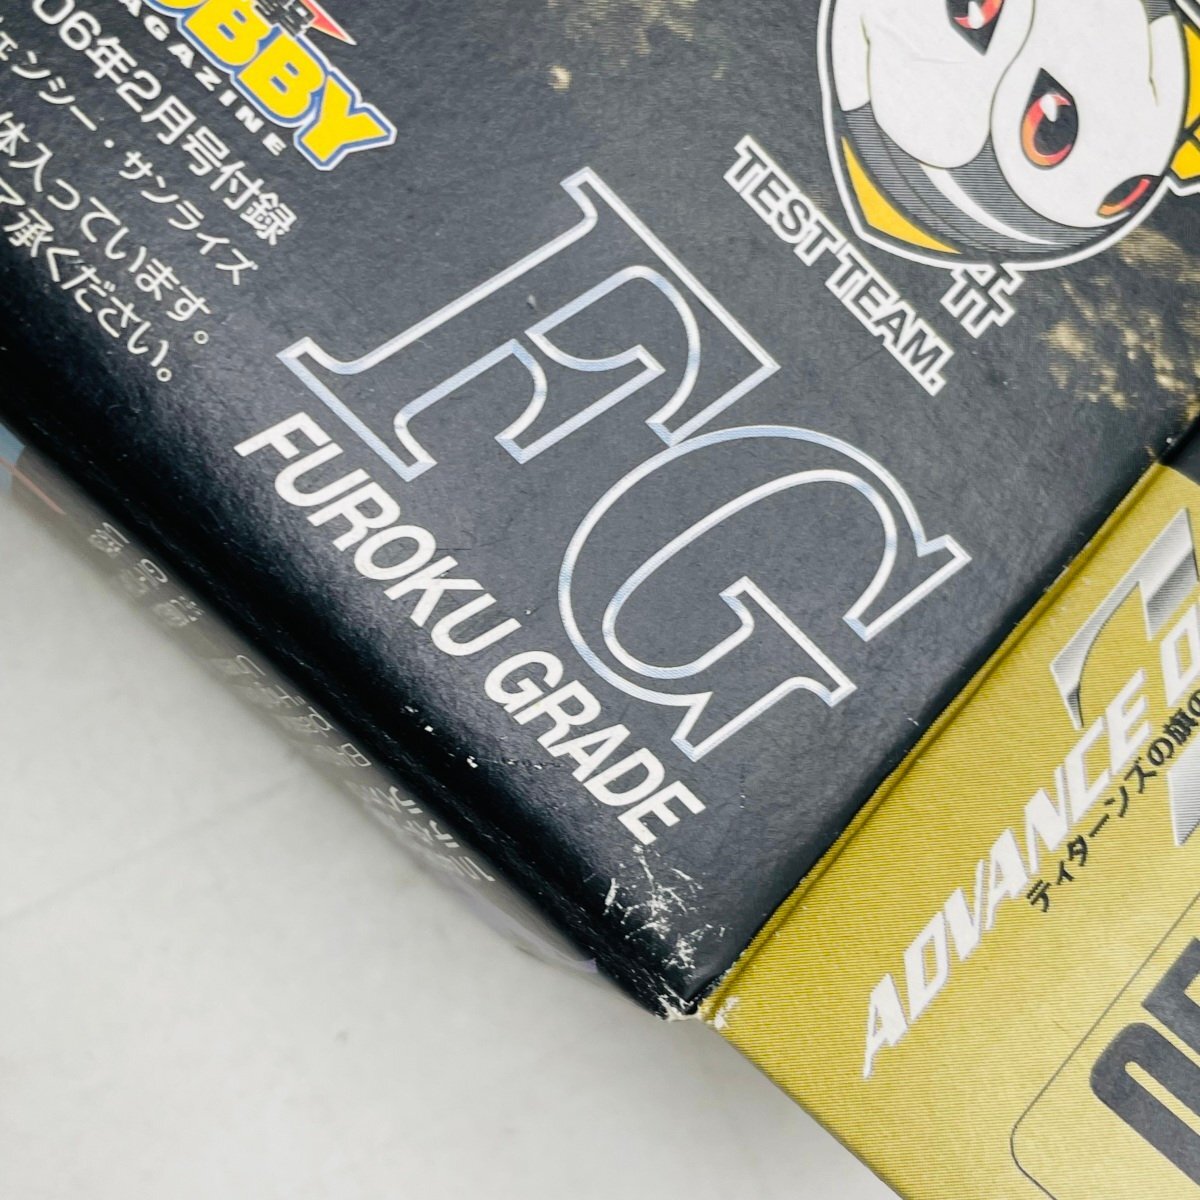 HOBBY
MAGAZINE
06年2月号付録
ェンシー・サンライズ
体入っています。
了承ください。
TEST TEAM.
FG
FUROKU GRADE
ADVANCE O
ティターンズの旗の